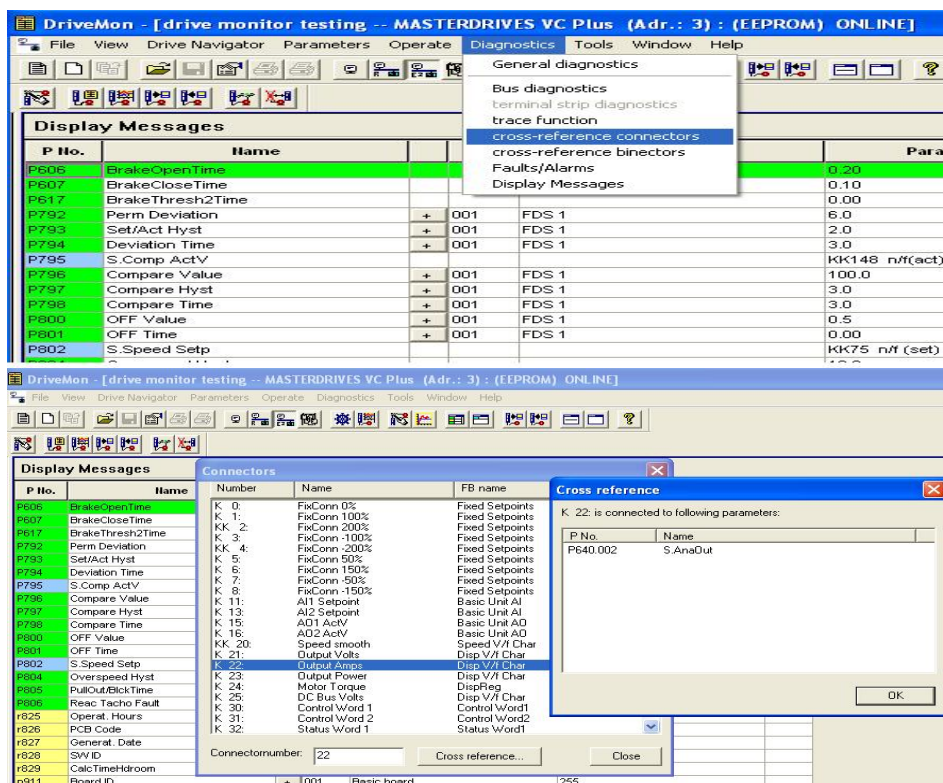 DriveMon - [drive monitor testing -- MASTERDRIVES VC Plus (Adr.: 3) : (EEPROM) ONLINE]
File View Drive Navigator Parameters Operate Diagnostics Tools Window Help
General diagnostics
Bus diagnostics
terminal strip diagnostics
trace function
cross-reference connectors
cross-reference binectors
Faults/Alarms
Display Messages
Display Messages
P No. Name Para
P606 BrakeOpenTime 0.20
P607 BrakeCloseTime 0.10
P617 BrakeThresh2Time 0.00
P792 Perm Deviation + 001 FDS 1 6.0
P793 Set/Act Hyst + 001 FDS 1 2.0
P794 Deviation Time + 001 FDS 1 3.0
P795 S.Comp ActV KK148 n/f(act)
P796 Compare Value + 001 FDS 1 100.0
P797 Compare Hyst + 001 FDS 1 3.0
P798 Compare Time + 001 FDS 1 3.0
P800 OFF Value + 001 FDS 1 0.5
P801 OFF Time + 001 FDS 1 0.00
P802 S.Speed Setp KK75 n/f (set)
DriveMon - [drive monitor testing -- MASTERDRIVES VC Plus (Adr.: 3) : (EEPROM) ONLINE]
File View Drive Navigator Parameters Operate Diagnostics Tools Window Help
Display Messages
P No. Name
P606 BrakeOpenTime
P607 BrakeCloseTime
P617 BrakeThresh2Time
P792 Perm Deviation
P793 Set/Act Hyst
P794 Deviation Time
P795 S.Comp ActV
P796 Compare Value
P797 Compare Hyst
P798 Compare Time
P800 OFF Value
P801 OFF Time
P802 S.Speed Setp
P804 Overspeed Hyst
P805 PullOut/BlckTime
P806 Reac Tacho Fault
r825 Operat. Hours
r826 PCB Code
r827 Generat. Date
r828 SW ID
r829 CalcTimeHdroom
n911 Board ID + 001 Basic board 255
Connectors
Number Name FB name
K 0: FixConn 0% Fixed Setpoints
K 1: FixConn 100% Fixed Setpoints
KK 2: FixConn 200% Fixed Setpoints
K 3: FixConn -100% Fixed Setpoints
KK 4: FixConn -200% Fixed Setpoints
K 5: FixConn 50% Fixed Setpoints
K 6: FixConn 150% Fixed Setpoints
K 7: FixConn -50% Fixed Setpoints
K 8: FixConn -150% Fixed Setpoints
K 11: AI1 Setpoint Basic Unit AI
K 13: AI2 Setpoint Basic Unit AI
K 15: AO1 ActV Basic Unit AO
K 16: AO2 ActV Basic Unit AO
KK 20: Speed smooth Speed V/f Char
K 21: Output Volts Disp V/f Char
K 22: Output Amps Disp V/f Char
K 23: Output Power Disp V/f Char
K 24: Motor Torque DispReg
K 25: DC Bus Volts Disp V/f Char
K 30: Control Word 1 Control Word1
K 31: Control Word 2 Control Word2
K 32: Status Word 1 Status Word1
Connectornumber: 22 Cross reference... Close
Cross reference
K 22: is connected to following parameters:
P No. Name
P640.002 S.AnaOut
OK